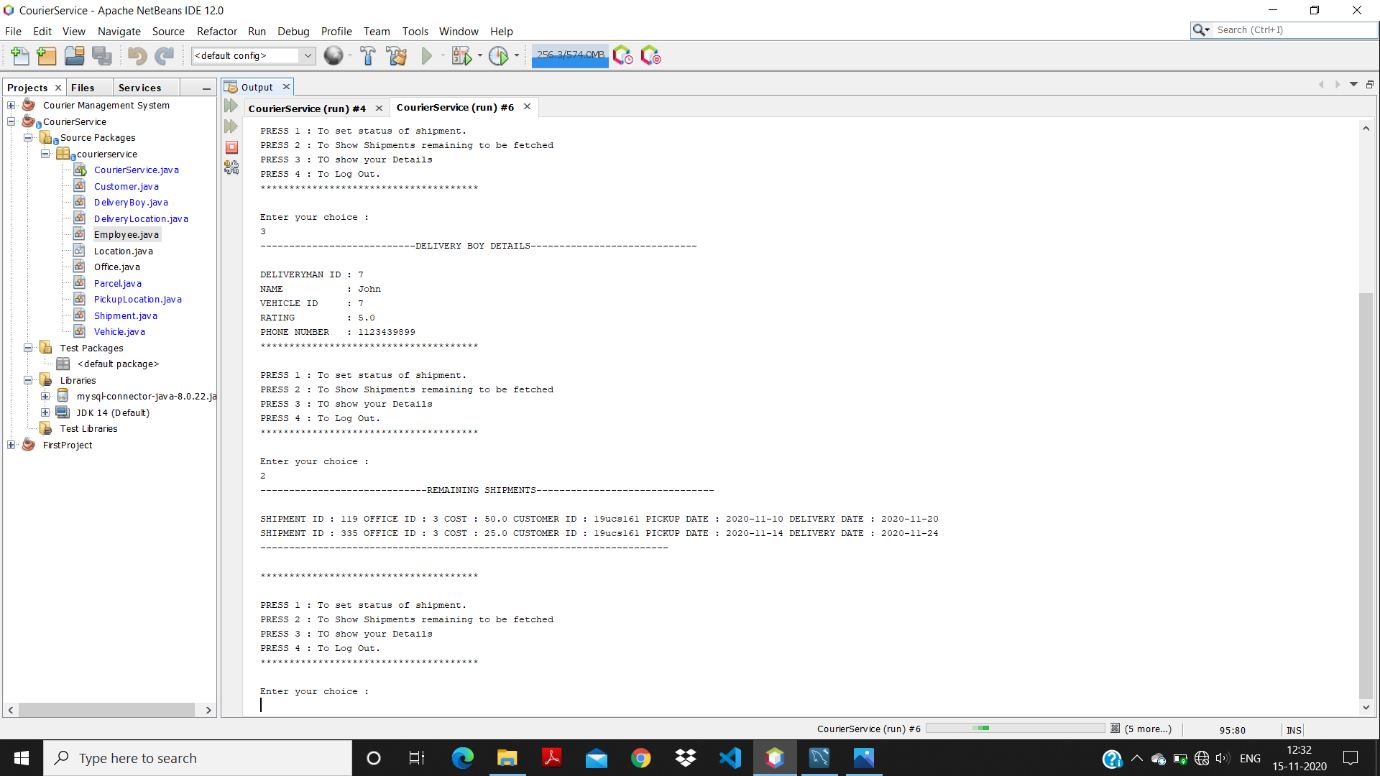 CourierService - Apache NetBeans IDE 12.0
File Edit View Navigate Source Refactor Run Debug Profile Team Tools Window Help
Search (Ctrl+I)
<default config>
256.3/574.0MB
Projects Files Services
Output
CourierService (run) #4 CourierService (run) #6
Courier Management System
CourierService
Source Packages
courierservice
CourierService.java
Customer.java
DeliveryBoy.java
DeliveryLocation.java
Employee.java
Location.java
Office.java
Parcel.java
PickupLocation.java
Shipment.java
Vehicle.java
Test Packages
<default package>
Libraries
mysql-connector-java-8.0.22.ja
JDK 14 (Default)
Test Libraries
FirstProject
PRESS 1 : To set status of shipment.
PRESS 2 : To Show Shipments remaining to be fetched
PRESS 3 : TO show your Details
PRESS 4 : To Log Out.
**************************************
Enter your choice :
3
---------------------------DELIVERY BOY DETAILS-----------------------------
DELIVERYMAN ID : 7
NAME : John
VEHICLE ID : 7
RATING : 5.0
PHONE NUMBER : 1123439899
**************************************
PRESS 1 : To set status of shipment.
PRESS 2 : To Show Shipments remaining to be fetched
PRESS 3 : TO show your Details
PRESS 4 : To Log Out.
**************************************
Enter your choice :
2
-----------------------------REMAINING SHIPMENTS-------------------------------
SHIPMENT ID : 119 OFFICE ID : 3 COST : 50.0 CUSTOMER ID : 19ucs161 PICKUP DATE : 2020-11-10 DELIVERY DATE : 2020-11-20
SHIPMENT ID : 335 OFFICE ID : 3 COST : 25.0 CUSTOMER ID : 19ucs161 PICKUP DATE : 2020-11-14 DELIVERY DATE : 2020-11-24
-----------------------------------------------------------------------
**************************************
PRESS 1 : To set status of shipment.
PRESS 2 : To Show Shipments remaining to be fetched
PRESS 3 : TO show your Details
PRESS 4 : To Log Out.
**************************************
Enter your choice :
CourierService (run) #6 (5 more...) 95:80 INS
Type here to search
ENG
12:32
15-11-2020